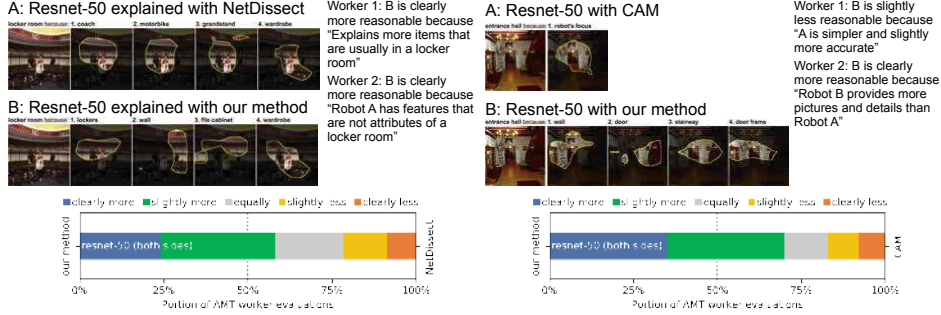 A: Resnet-50 explained with NetDissect
locker room because: 1. coach 2. motorbike 3. grandstand 4. wardrobe
B: Resnet-50 explained with our method
locker room because: 1. lockers 2. wall 3. file cabinet 4. wardrobe
Worker 1: B is clearly
more reasonable because
“Explains more items that
are usually in a locker
room”
Worker 2: B is clearly
more reasonable because
“Robot A has features that
are not attributes of a
locker room”
clearly more slightly more equally slightly less clearly less
our method
resnet-50 (both sides)
NetDissect
0% 25% 50% 75% 100%
Portion of AMT worker evaluations
A: Resnet-50 with CAM
entrance hall because: 1. robot's focus
B: Resnet-50 with our method
entrance hall because: 1. wall 2. door 3. stairway 4. door frame
Worker 1: B is slightly
less reasonable because
“A is simpler and slightly
more accurate”
Worker 2: B is clearly
more reasonable because
“Robot B provides more
pictures and details than
Robot A”
clearly more slightly more equally slightly less clearly less
our method
resnet-50 (both sides)
CAM
0% 25% 50% 75% 100%
Portion of AMT worker evaluations